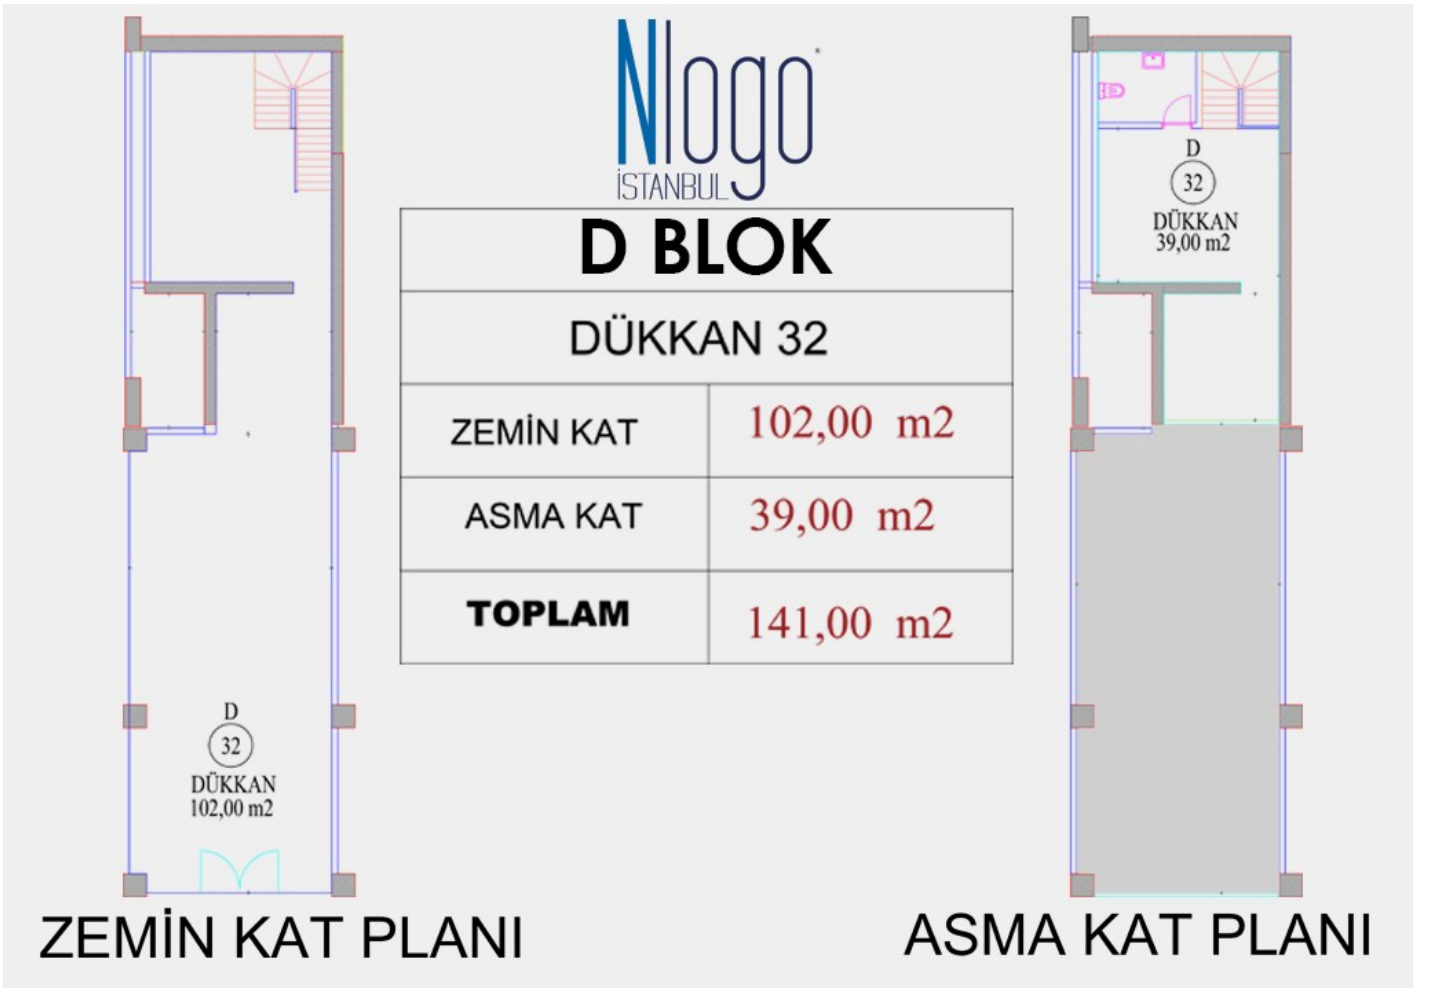 Nlogo
İSTANBUL
D BLOK
DÜKKAN 32
ZEMİN KAT 102,00 m2
ASMA KAT 39,00 m2
TOPLAM 141,00 m2
D
32
DÜKKAN
102,00 m2
ZEMİN KAT PLANI
D
32
DÜKKAN
39,00 m2
ASMA KAT PLANI